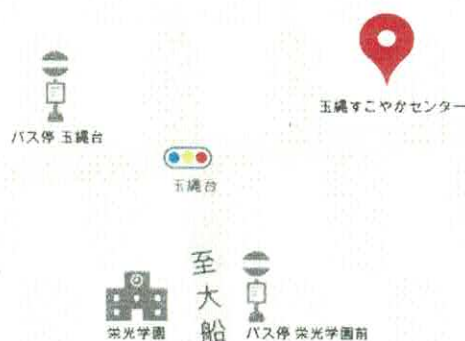 玉縄すこやかセンター
バス停 玉縄台
玉縄台
至大船
栄光学園
バス停 栄光学園前